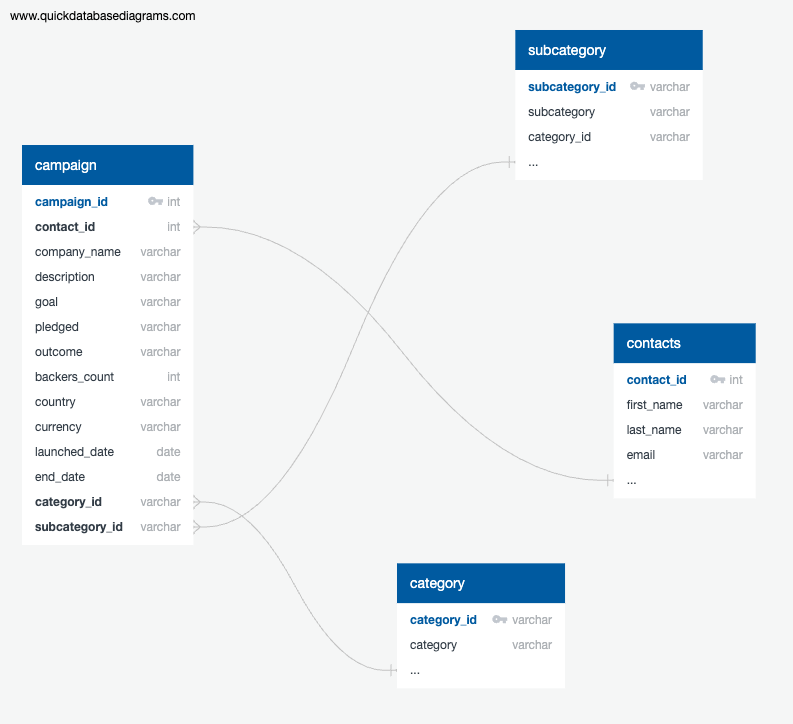 www.quickdatabasediagrams.com
subcategory
subcategory_id varchar
subcategory varchar
category_id varchar
...
campaign
campaign_id int
contact_id int
company_name varchar
description varchar
goal varchar
pledged varchar
outcome varchar
backers_count int
country varchar
currency varchar
launched_date date
end_date date
category_id varchar
subcategory_id varchar
contacts
contact_id int
first_name varchar
last_name varchar
email varchar
...
category
category_id varchar
category varchar
...